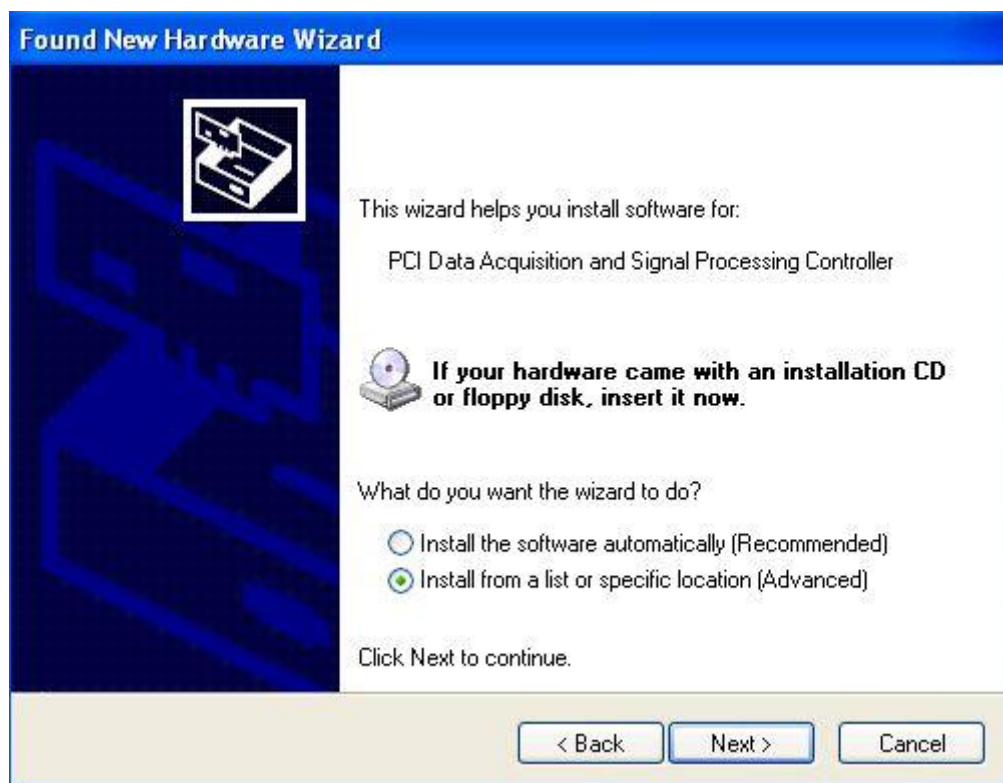 Found New Hardware Wizard
This wizard helps you install software for:
PCI Data Acquisition and Signal Processing Controller
If your hardware came with an installation CD
or floppy disk, insert it now.
What do you want the wizard to do?
Install the software automatically (Recommended)
Install from a list or specific location (Advanced)
Click Next to continue.
< Back Next > Cancel